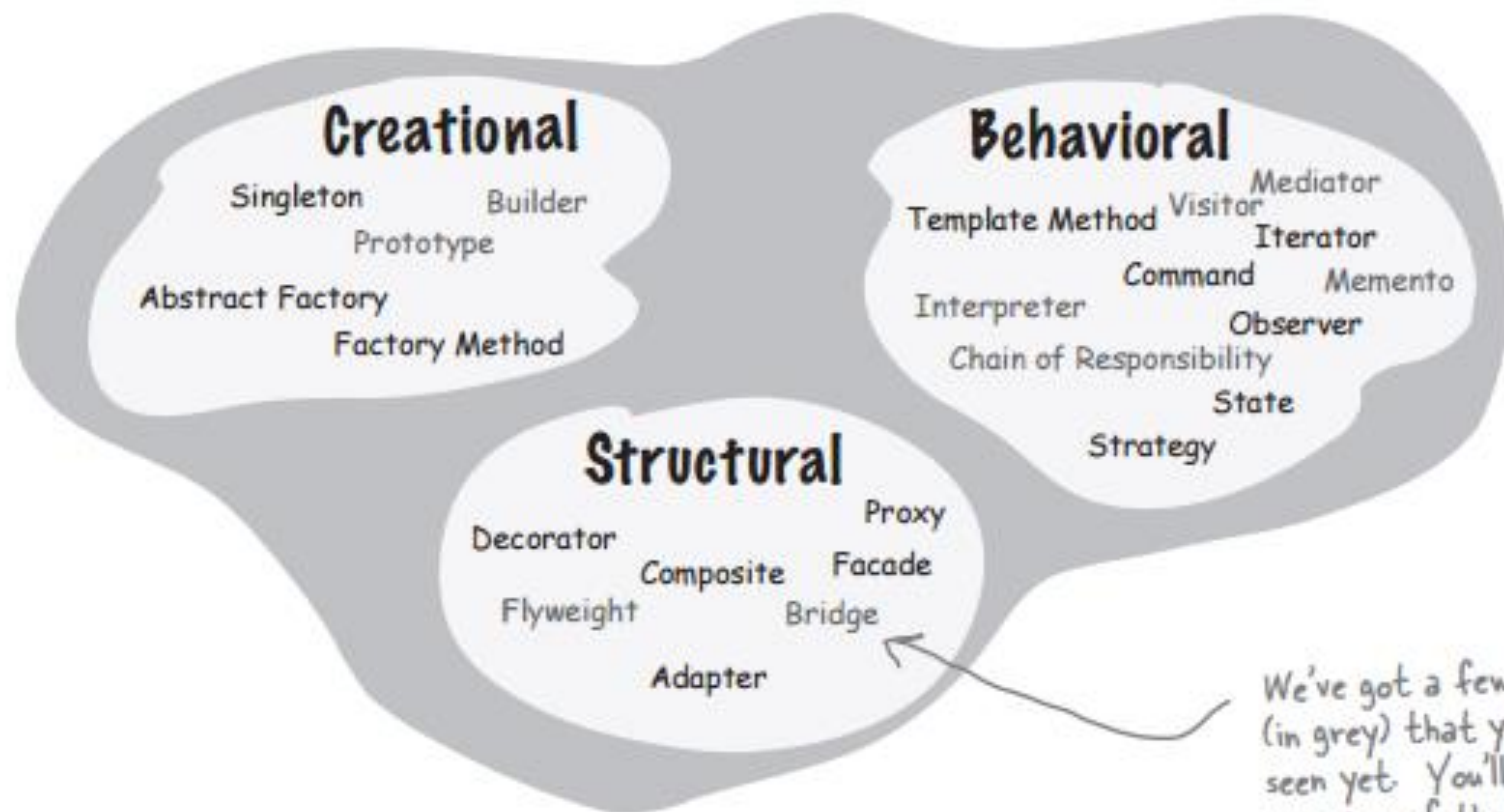 Creational
Singleton
Builder
Prototype
Abstract Factory
Factory Method
Behavioral
Mediator
Visitor
Template Method
Iterator
Command
Memento
Interpreter
Observer
Chain of Responsibility
State
Strategy
Structural
Proxy
Decorator
Facade
Composite
Flyweight
Bridge
Adapter
We've got a few
(in grey) that y
seen yet. You'll